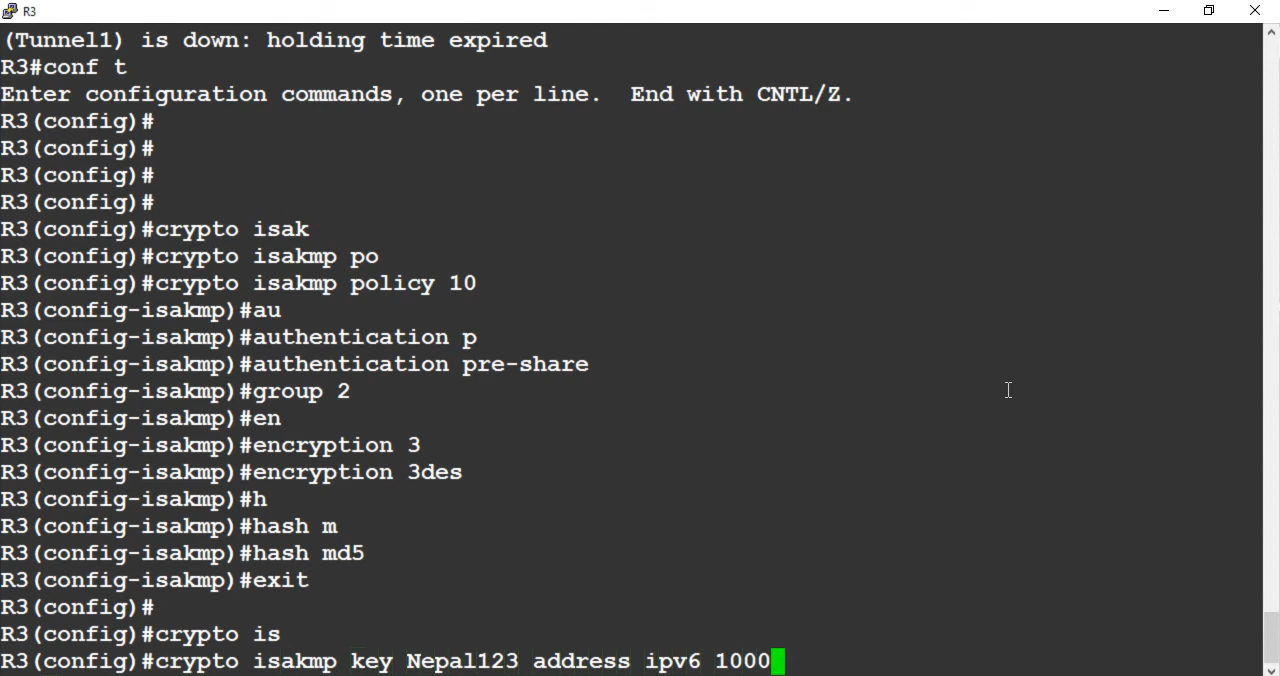 R3
(Tunnel1) is down: holding time expired
R3#conf t
Enter configuration commands, one per line.  End with CNTL/Z.
R3(config)#
R3(config)#
R3(config)#
R3(config)#
R3(config)#crypto isak
R3(config)#crypto isakmp po
R3(config)#crypto isakmp policy 10
R3(config-isakmp)#au
R3(config-isakmp)#authentication p
R3(config-isakmp)#authentication pre-share
R3(config-isakmp)#group 2
R3(config-isakmp)#en
R3(config-isakmp)#encryption 3
R3(config-isakmp)#encryption 3des
R3(config-isakmp)#h
R3(config-isakmp)#hash m
R3(config-isakmp)#hash md5
R3(config-isakmp)#exit
R3(config)#
R3(config)#crypto is
R3(config)#crypto isakmp key Nepal123 address ipv6 1000